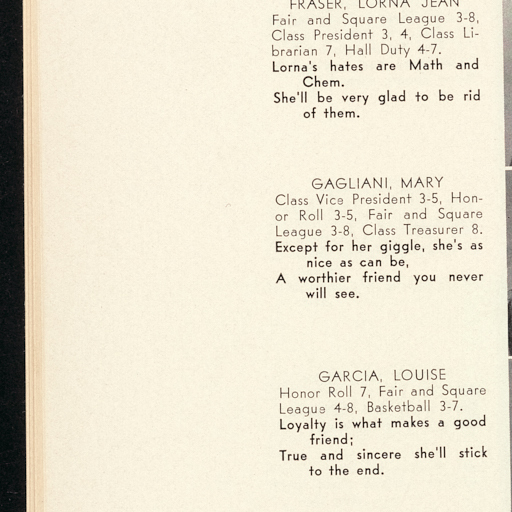 FRASER, LORNA JEAN
Fair and Square League 3-8,
Class President 3, 4, Class Li-
brarian 7, Hall Duty 4-7.
Lorna's hates are Math and
Chem.
She'll be very glad to be rid
of them.
GAGLIANI, MARY
Class Vice President 3-5, Hon-
or Roll 3-5, Fair and Square
League 3-8, Class Treasurer 8.
Except for her giggle, she's as
nice as can be,
A worthier friend you never
will see.
GARCIA, LOUISE
Honor Roll 7, Fair and Square
League 4-8, Basketball 3-7.
Loyalty is what makes a good
friend;
True and sincere she'll stick
to the end.